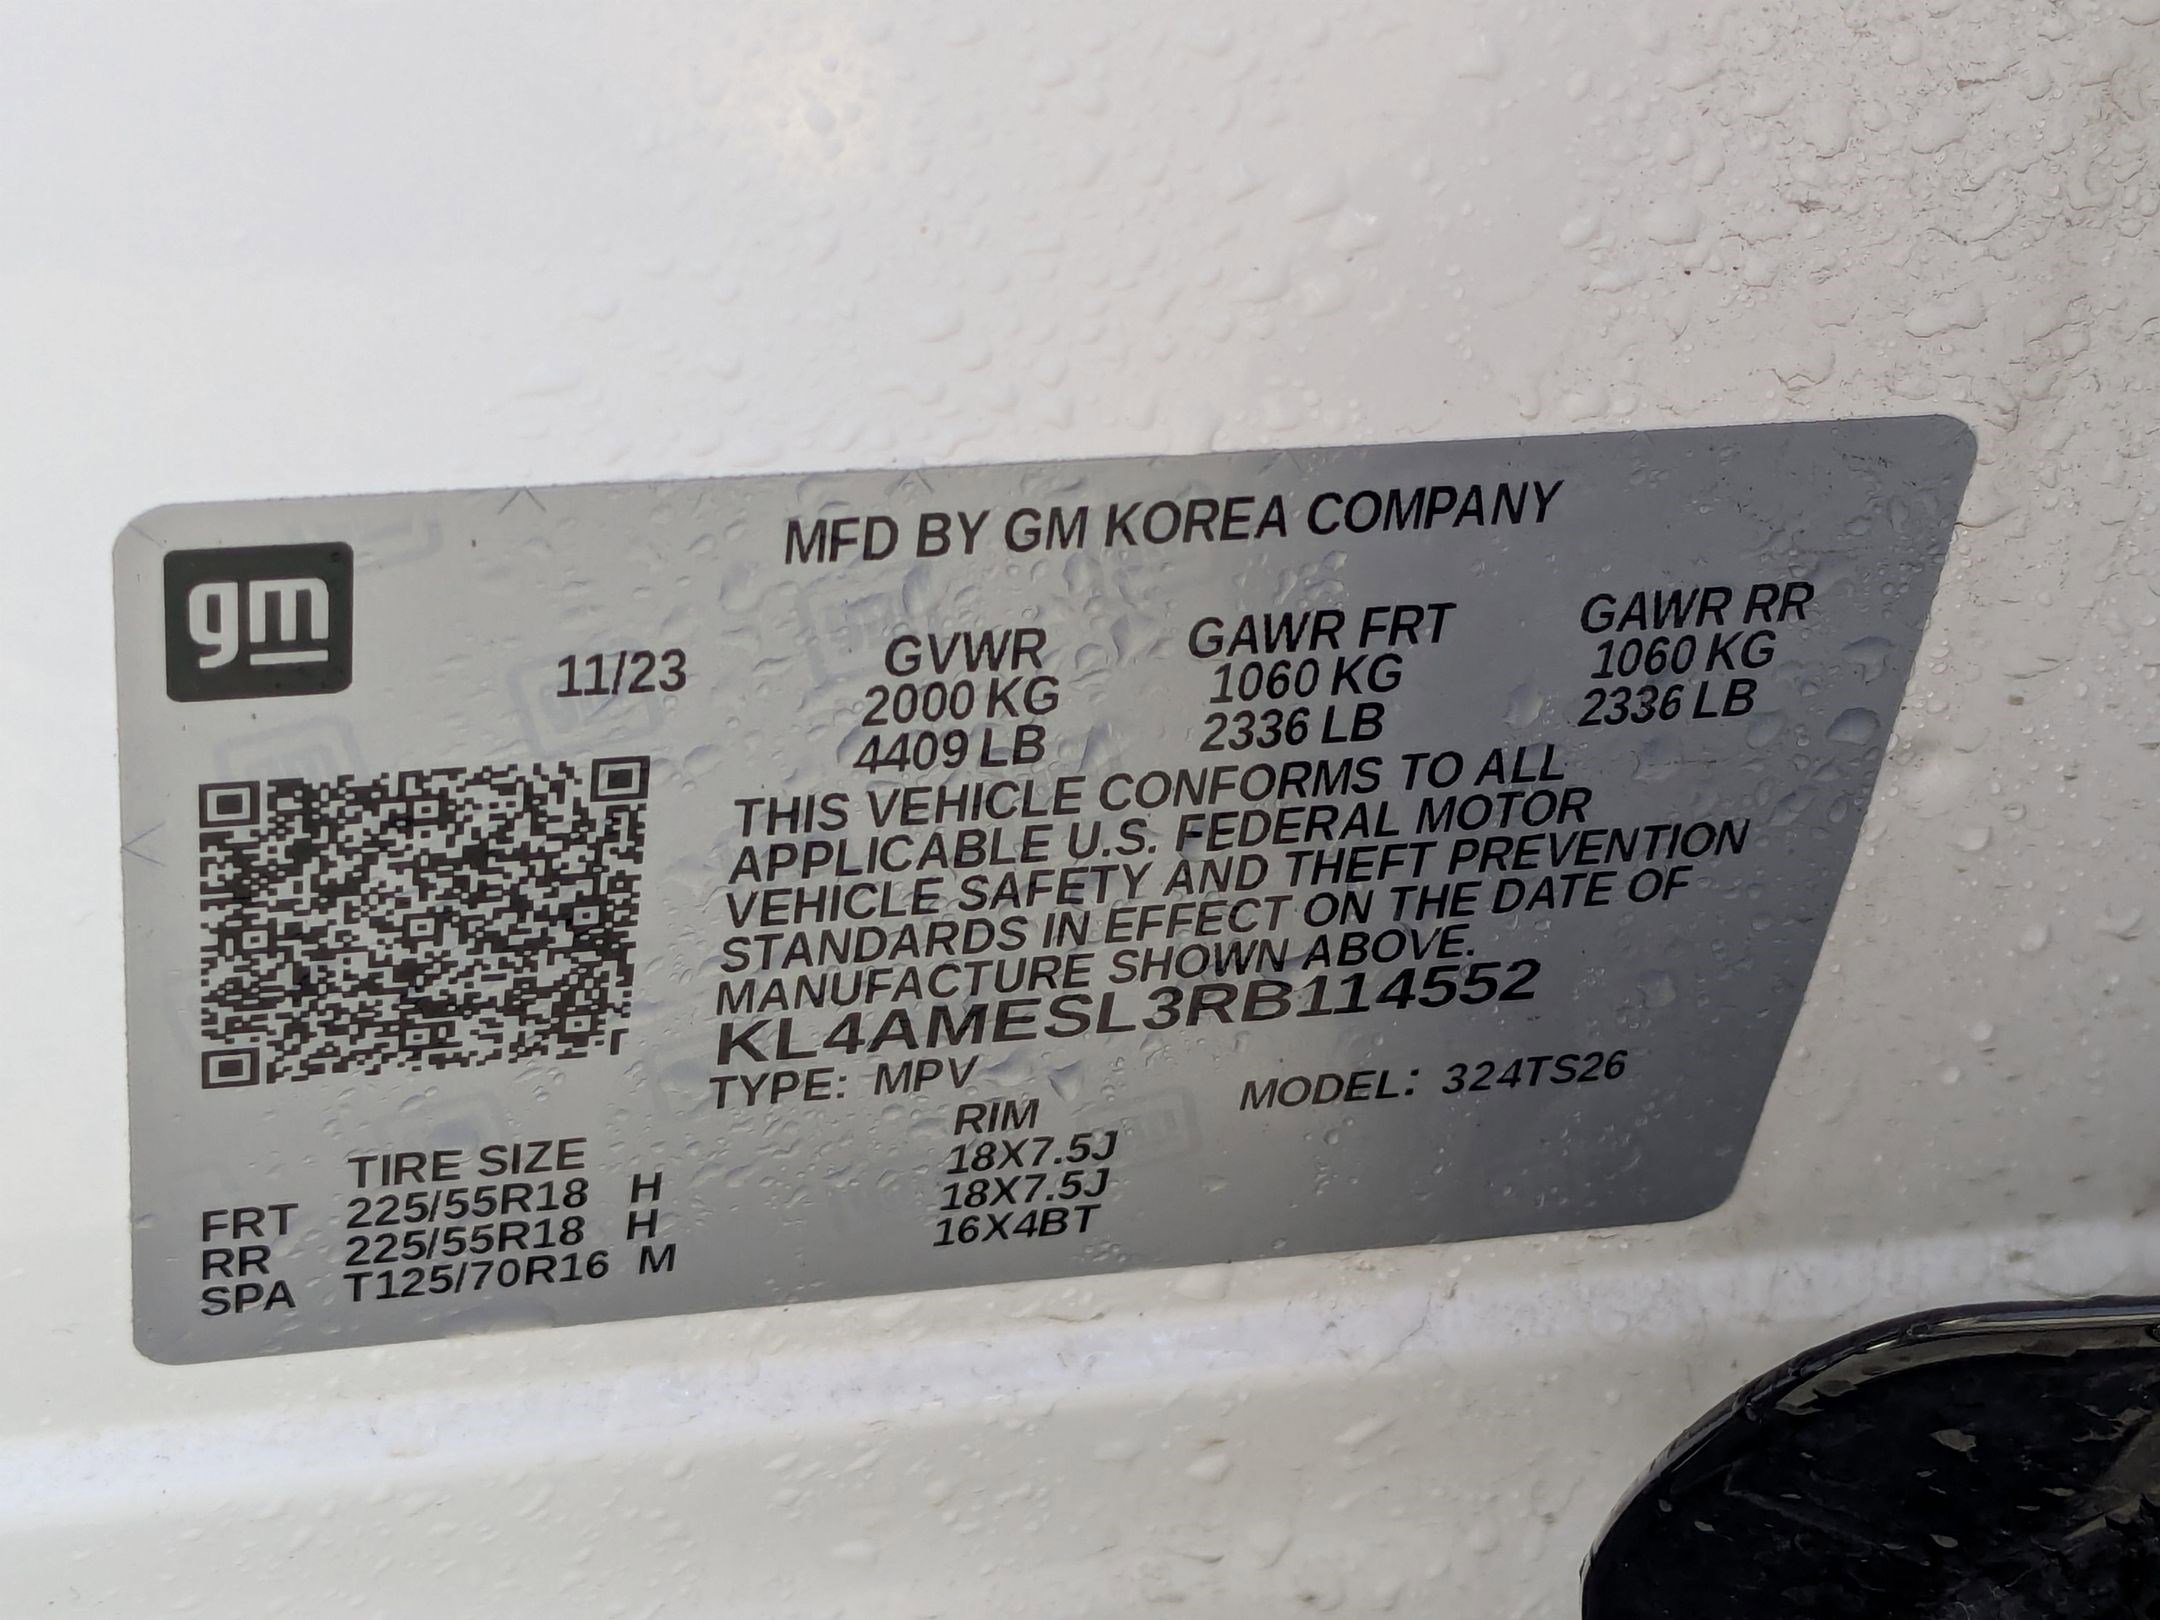 gm
MFD BY GM KOREA COMPANY
11/23
GVWR GAWR FRT GAWR RR
2000 KG 1060 KG 1060 KG
4409 LB 2336 LB 2336 LB
THIS VEHICLE CONFORMS TO ALL
APPLICABLE U.S. FEDERAL MOTOR
VEHICLE SAFETY AND THEFT PREVENTION
STANDARDS IN EFFECT ON THE DATE OF
MANUFACTURE SHOWN ABOVE.
KL4AMESL3RB114552
TYPE: MPV MODEL: 324TS26
TIRE SIZE RIM
FRT 225/55R18 H 18X7.5J
RR 225/55R18 H 18X7.5J
SPA T125/70R16 M 16X4BT